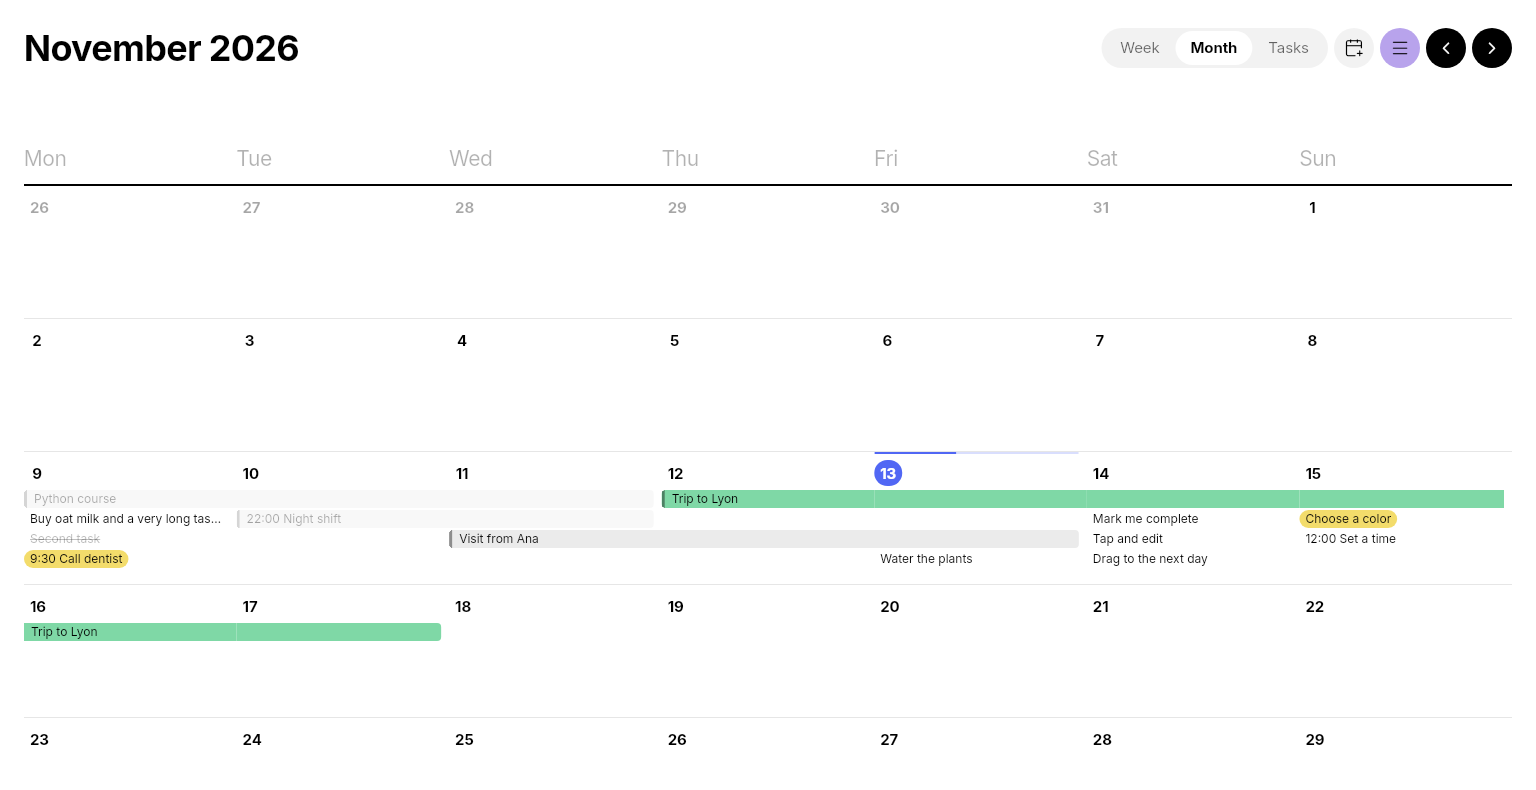 November 2026
Week Month Tasks
Mon Tue Wed Thu Fri Sat Sun
26 27 28 29 30 31 1
2 3 4 5 6 7 8
9 10 11 12 13 14 15
Python course Trip to Lyon
Buy oat milk and a very long tas... 22:00 Night shift Mark me complete Choose a color
Second task Visit from Ana Tap and edit 12:00 Set a time
9:30 Call dentist Water the plants Drag to the next day
16 17 18 19 20 21 22
Trip to Lyon
23 24 25 26 27 28 29